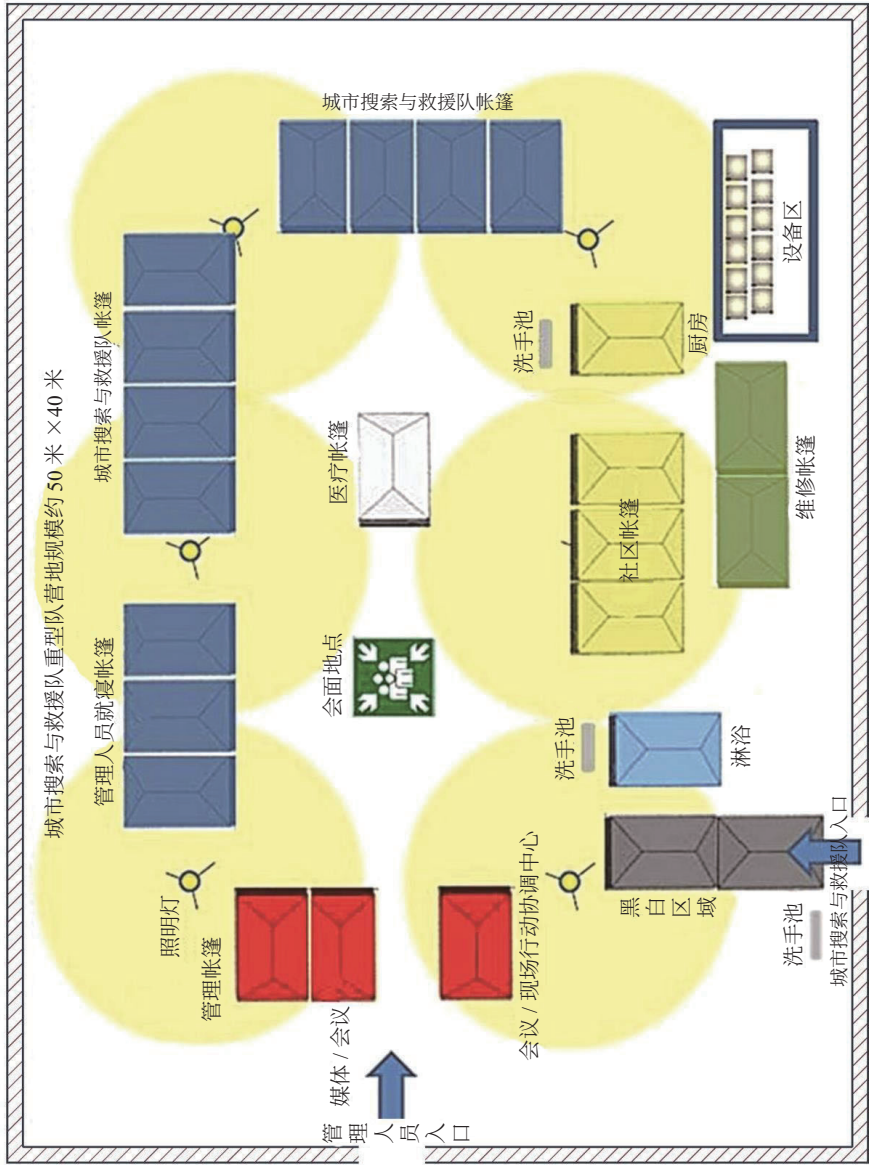 城市搜索与救援队重型队营地规模约 50 米 ×40 米
城市搜索与救援队帐篷
城市搜索与救援队帐篷
管理人员就寝帐篷
照明灯
管理帐篷
媒体 / 会议
管理人员入口
会议 / 现场行动协调中心
会面地点
医疗帐篷
洗手池
厨房
设备区
社区帐篷
维修帐篷
洗手池
淋浴
黑白区域
洗手池
城市搜索与救援队入口